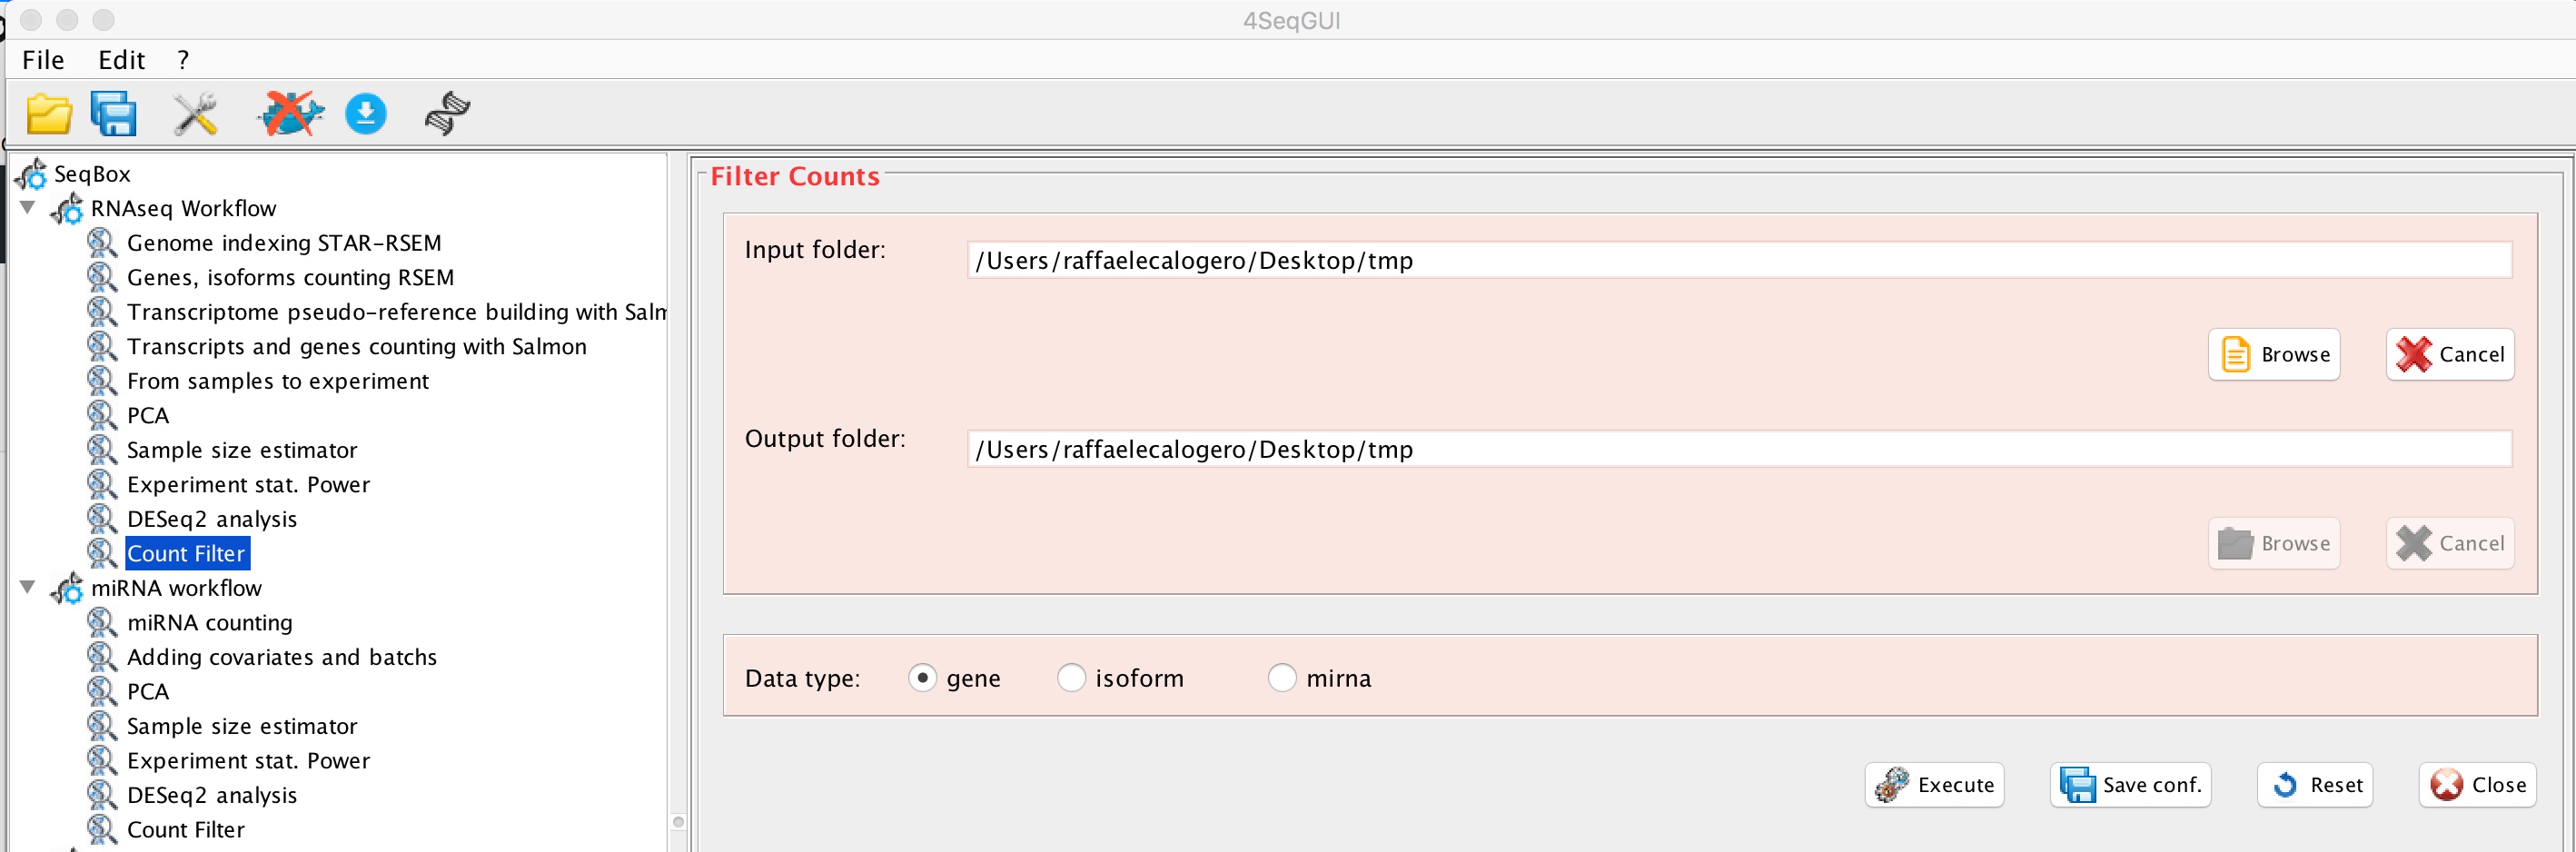 4SeqGUI
File Edit ?
SeqBox
RNAseq Workflow
Genome indexing STAR-RSEM
Genes, isoforms counting RSEM
Transcriptome pseudo-reference building with Saln
Transcripts and genes counting with Salmon
From samples to experiment
PCA
Sample size estimator
Experiment stat. Power
DESeq2 analysis
Count Filter
miRNA workflow
miRNA counting
Adding covariates and batchs
PCA
Sample size estimator
Experiment stat. Power
DESeq2 analysis
Count Filter
Filter Counts
Input folder: /Users/raffaelecalogero/Desktop/tmp
Browse Cancel
Output folder: /Users/raffaelecalogero/Desktop/tmp
Browse Cancel
Data type: gene isoform mirna
Execute Save conf. Reset Close